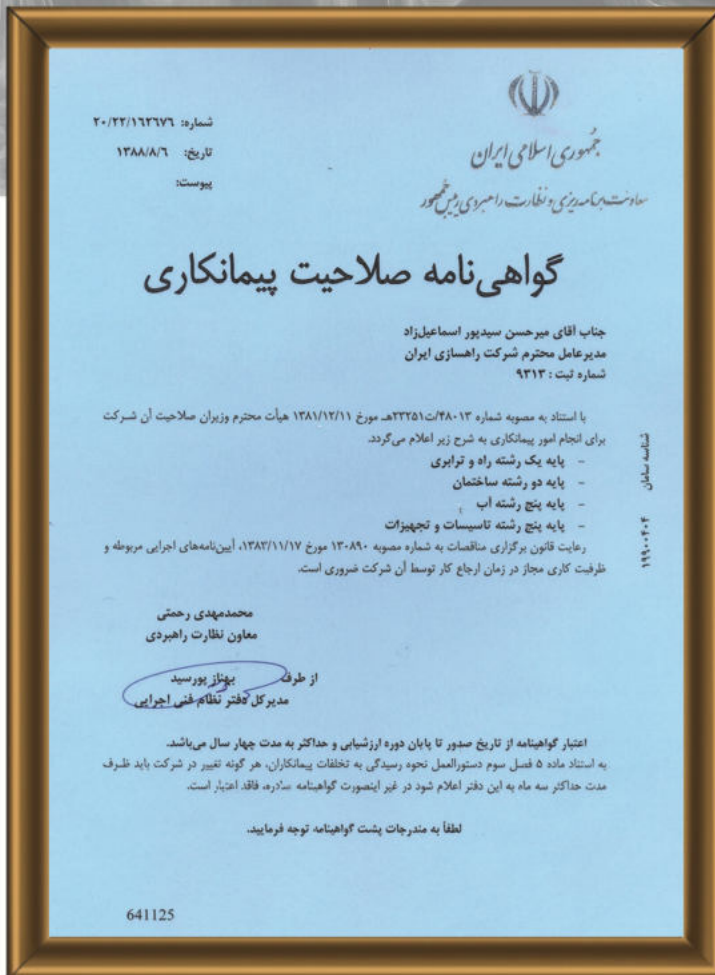 جمهوری اسلامی ایران
معاونت برنامه‌ریزی و نظارت راهبردی رئیس جمهور
شماره: ۲۰/۲۲/۱۶۲۶۷۶
تاریخ: ۱۳۸۸/۸/۶
پیوست:
گواهی‌نامه صلاحیت پیمانکاری
جناب آقای میرحسن سیدپور اسماعیل‌زاد
مدیرعامل محترم شرکت راهسازی ایران
شماره ثبت : ۹۳۱۳
با استناد به مصوبه شماره ۴۸۰۱۳/ت۲۳۲۵۱هـ مورخ ۱۳۸۱/۱۲/۱۱ هیأت محترم وزیران صلاحیت آن شرکت
برای انجام امور پیمانکاری به شرح زیر اعلام می‌گردد.
- پایه یک رشته راه و ترابری
- پایه دو رشته ساختمان
- پایه پنج رشته آب
- پایه پنج رشته تاسیسات و تجهیزات
رعایت قانون برگزاری مناقصات به شماره مصوبه ۱۳۰۸۹۰ مورخ ۱۳۸۳/۱۱/۱۷، آیین‌نامه‌های اجرایی مربوطه و
ظرفیت کاری مجاز در زمان ارجاع کار توسط آن شرکت ضروری است.
شناسه سامان ۱۹۹۰۰۴۰۴
محمدمهدی رحمتی
معاون نظارت راهبردی
از طرف بهناز پورسید
مدیرکل دفتر نظام فنی اجرایی
اعتبار گواهینامه از تاریخ صدور تا پایان دوره ارزشیابی و حداکثر به مدت چهار سال می‌باشد.
به استناد ماده ۵ فصل سوم دستورالعمل نحوه رسیدگی به تخلفات پیمانکاران، هر گونه تغییر در شرکت باید ظرف
مدت حداکثر سه ماه به این دفتر اعلام شود در غیر اینصورت گواهینامه صادره، فاقد اعتبار است.
لطفاً به مندرجات پشت گواهینامه توجه فرمایید.
641125